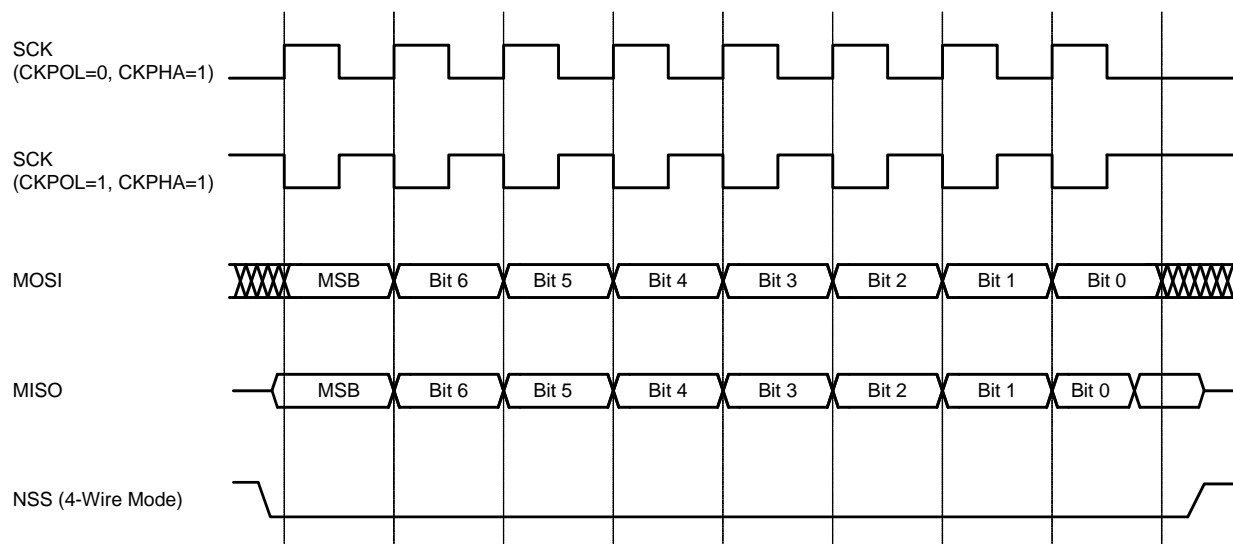 SCK
(CKPOL=0, CKPHA=1)
SCK
(CKPOL=1, CKPHA=1)
MOSI
MSB Bit 6 Bit 5 Bit 4 Bit 3 Bit 2 Bit 1 Bit 0
MISO
MSB Bit 6 Bit 5 Bit 4 Bit 3 Bit 2 Bit 1 Bit 0
NSS (4-Wire Mode)